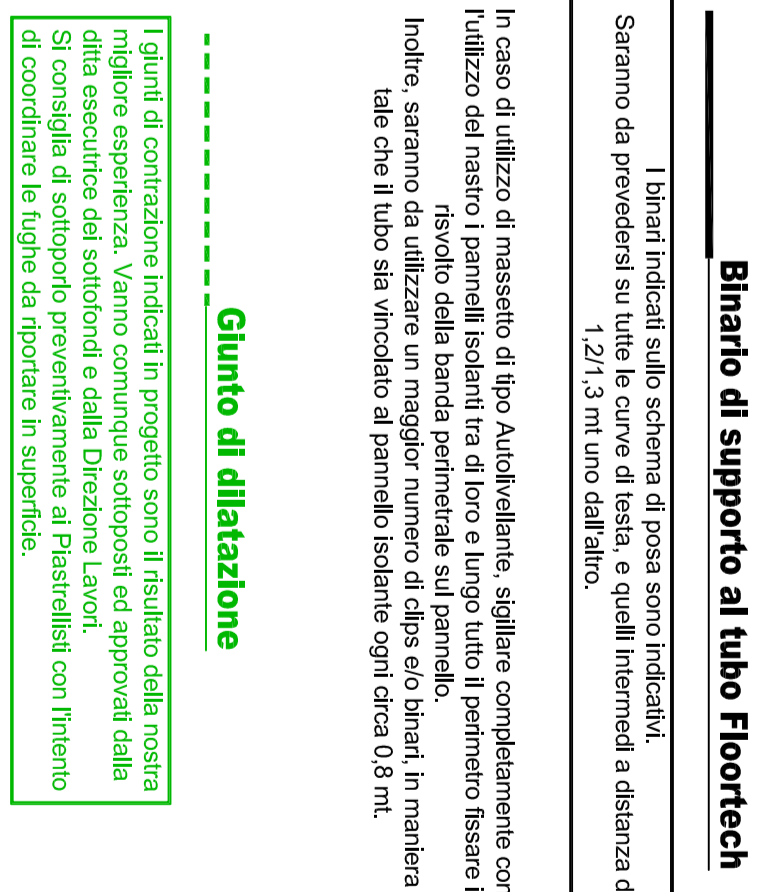 Binario di supporto al tubo Floortech
I binari indicati sullo schema di posa sono indicativi.
Saranno da prevedersi su tutte le curve di testa, e quelli intermedi a distanza d
1,2/1,3 mt uno dall'altro.
In caso di utilizzo di massetto di tipo Autolivellante, sigillare completamente con
l'utilizzo del nastro i pannelli isolanti tra di loro e lungo tutto il perimetro fissare i
risvolto della banda perimetrale sul pannello.
Inoltre, saranno da utilizzare un maggior numero di clips e/o binari, in maniera
tale che il tubo sia vincolato al pannello isolante ogni circa 0,8 mt.
Giunto di dilatazione
I giunti di contrazione indicati in progetto sono il risultato della nostra
migliore esperienza. Vanno comunque sottoposti ed approvati dalla
ditta esecutrice dei sottofondi e dalla Direzione Lavori.
Si consiglia di sottoporlo preventivamente ai Piastrellisti con l'intento
di coordinare le fughe da riportare in superficie.